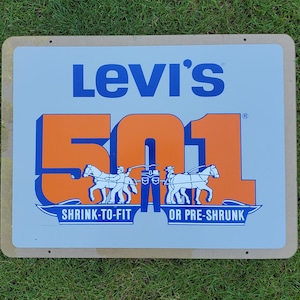 LEVI'S
501®
SHRINK-TO-FIT OR PRE-SHRUNK